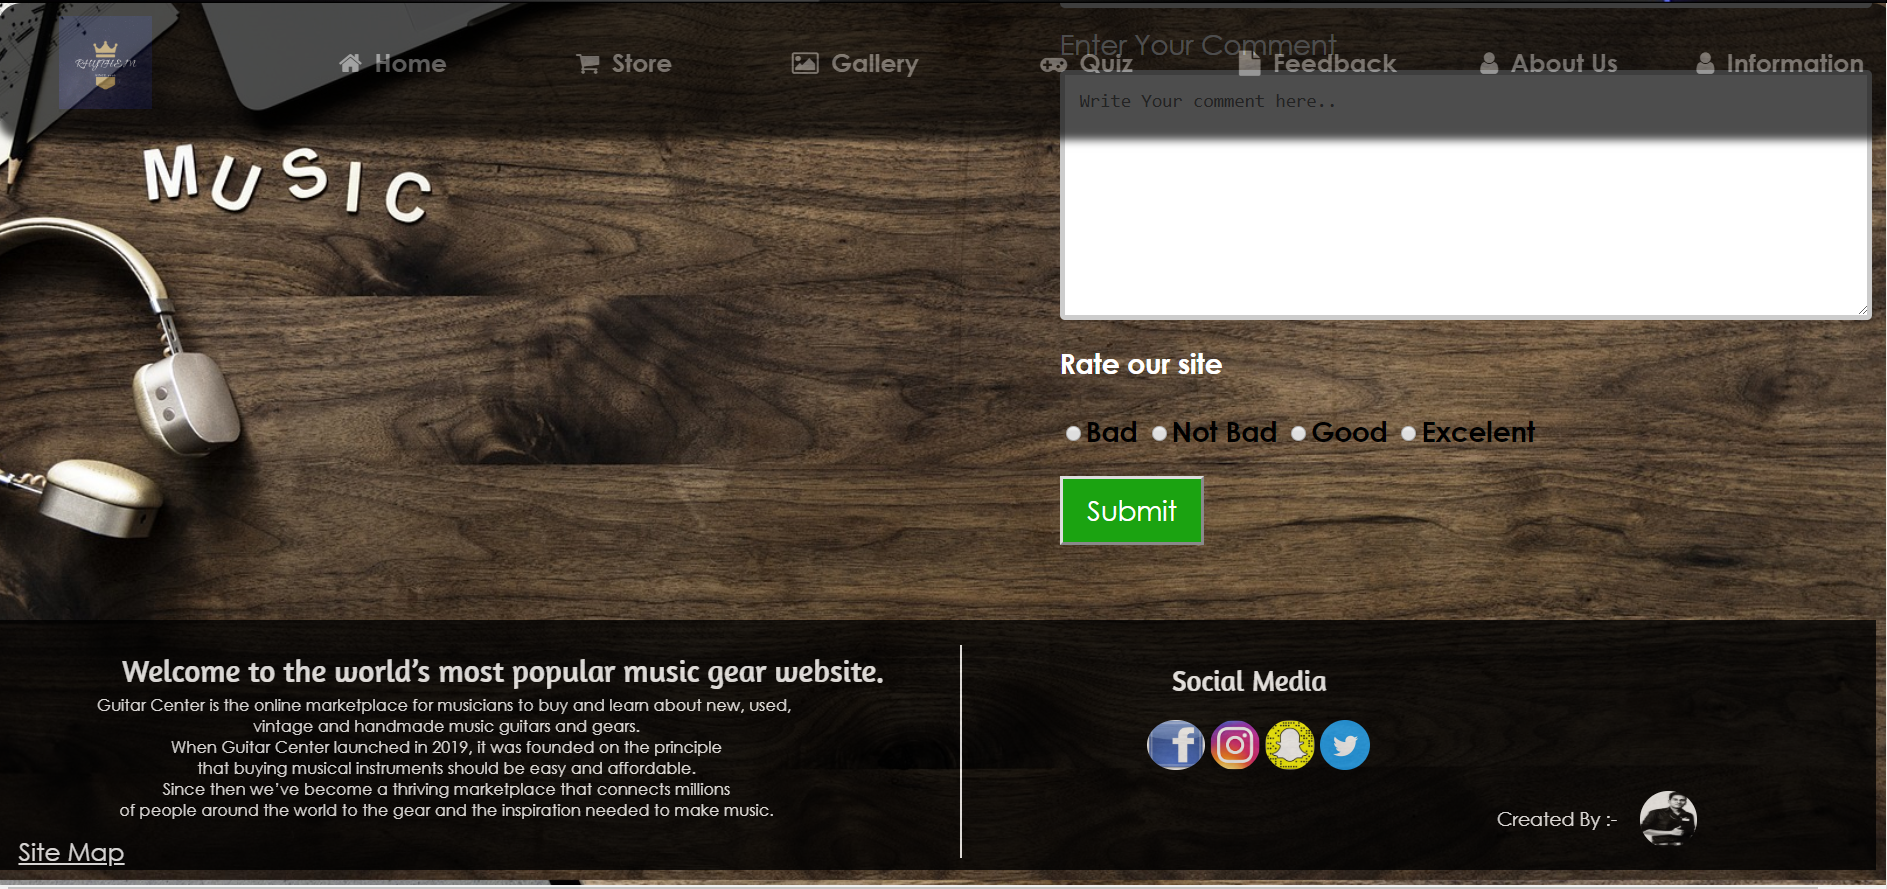 RHYTHEIM
Home Store Gallery Quiz Feedback About Us Information
Enter Your Comment
Write Your comment here..
MUSIC
Rate our site
Bad Not Bad Good Excelent
Submit
Welcome to the world's most popular music gear website.
Guitar Center is the online marketplace for musicians to buy and learn about new, used,
vintage and handmade music guitars and gears.
When Guitar Center launched in 2019, it was founded on the principle
that buying musical instruments should be easy and affordable.
Since then we've become a thriving marketplace that connects millions
of people around the world to the gear and the inspiration needed to make music.
Site Map
Social Media
Created By :-